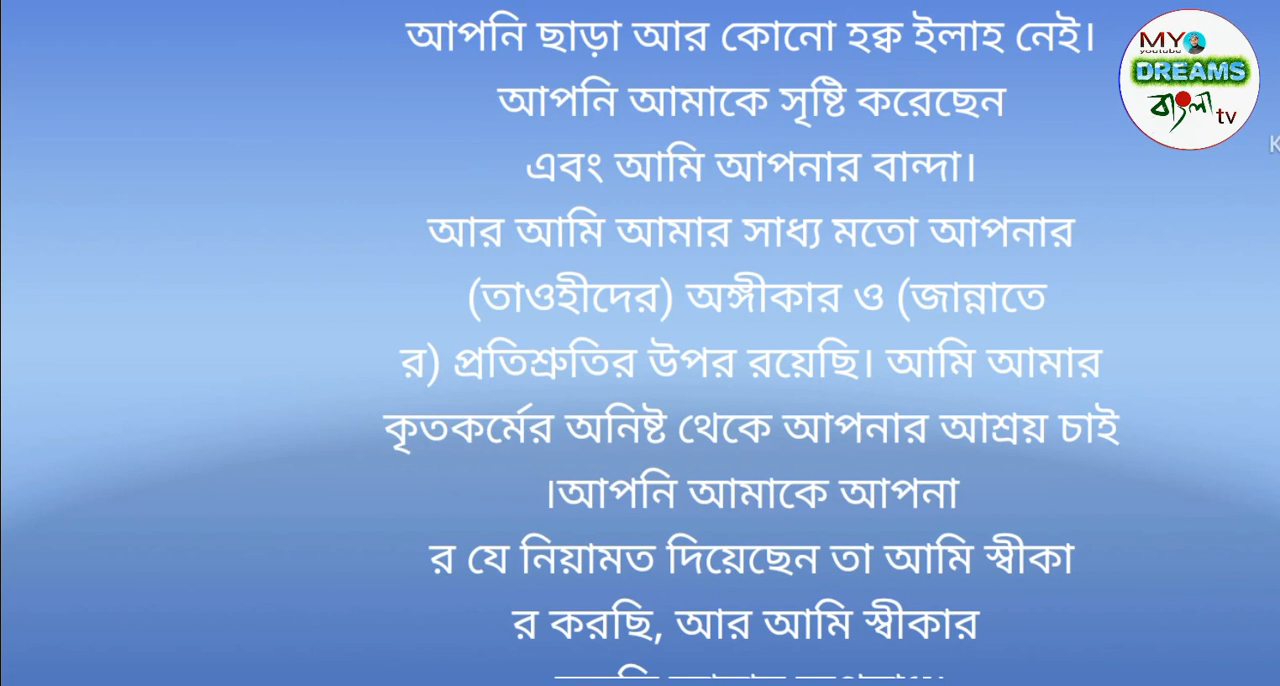 আপনি ছাড়া আর কোনো হক্ব ইলাহ নেই।
আপনি আমাকে সৃষ্টি করেছেন
এবং আমি আপনার বান্দা।
আর আমি আমার সাধ্য মতো আপনার
(তাওহীদের) অঙ্গীকার ও (জান্নাতে
র) প্রতিশ্রুতির উপর রয়েছি। আমি আমার
কৃতকর্মের অনিষ্ট থেকে আপনার আশ্রয় চাই
।আপনি আমাকে আপনা
র যে নিয়ামত দিয়েছেন তা আমি স্বীকা
র করছি, আর আমি স্বীকার
MY
youtube
DREAMS
বাংলা tv
K